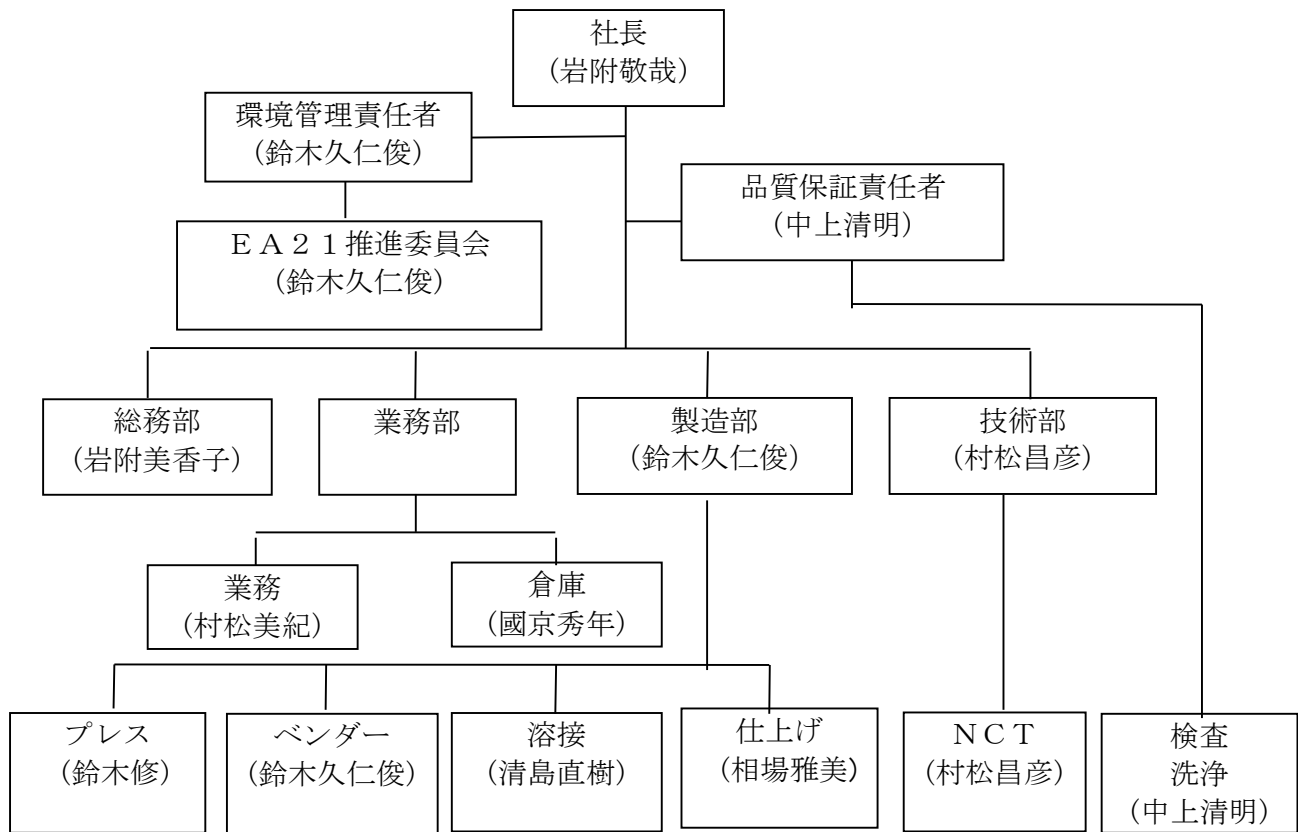 社長
(岩附敬哉)
環境管理責任者
(鈴木久仁俊)
品質保証責任者
(中上清明)
ＥＡ２１推進委員会
(鈴木久仁俊)
総務部
(岩附美香子)
業務部
製造部
(鈴木久仁俊)
技術部
(村松昌彦)
業務
(村松美紀)
倉庫
(國京秀年)
プレス
(鈴木修)
ベンダー
(鈴木久仁俊)
溶接
(清島直樹)
仕上げ
(相場雅美)
ＮＣＴ
(村松昌彦)
検査
洗浄
(中上清明)